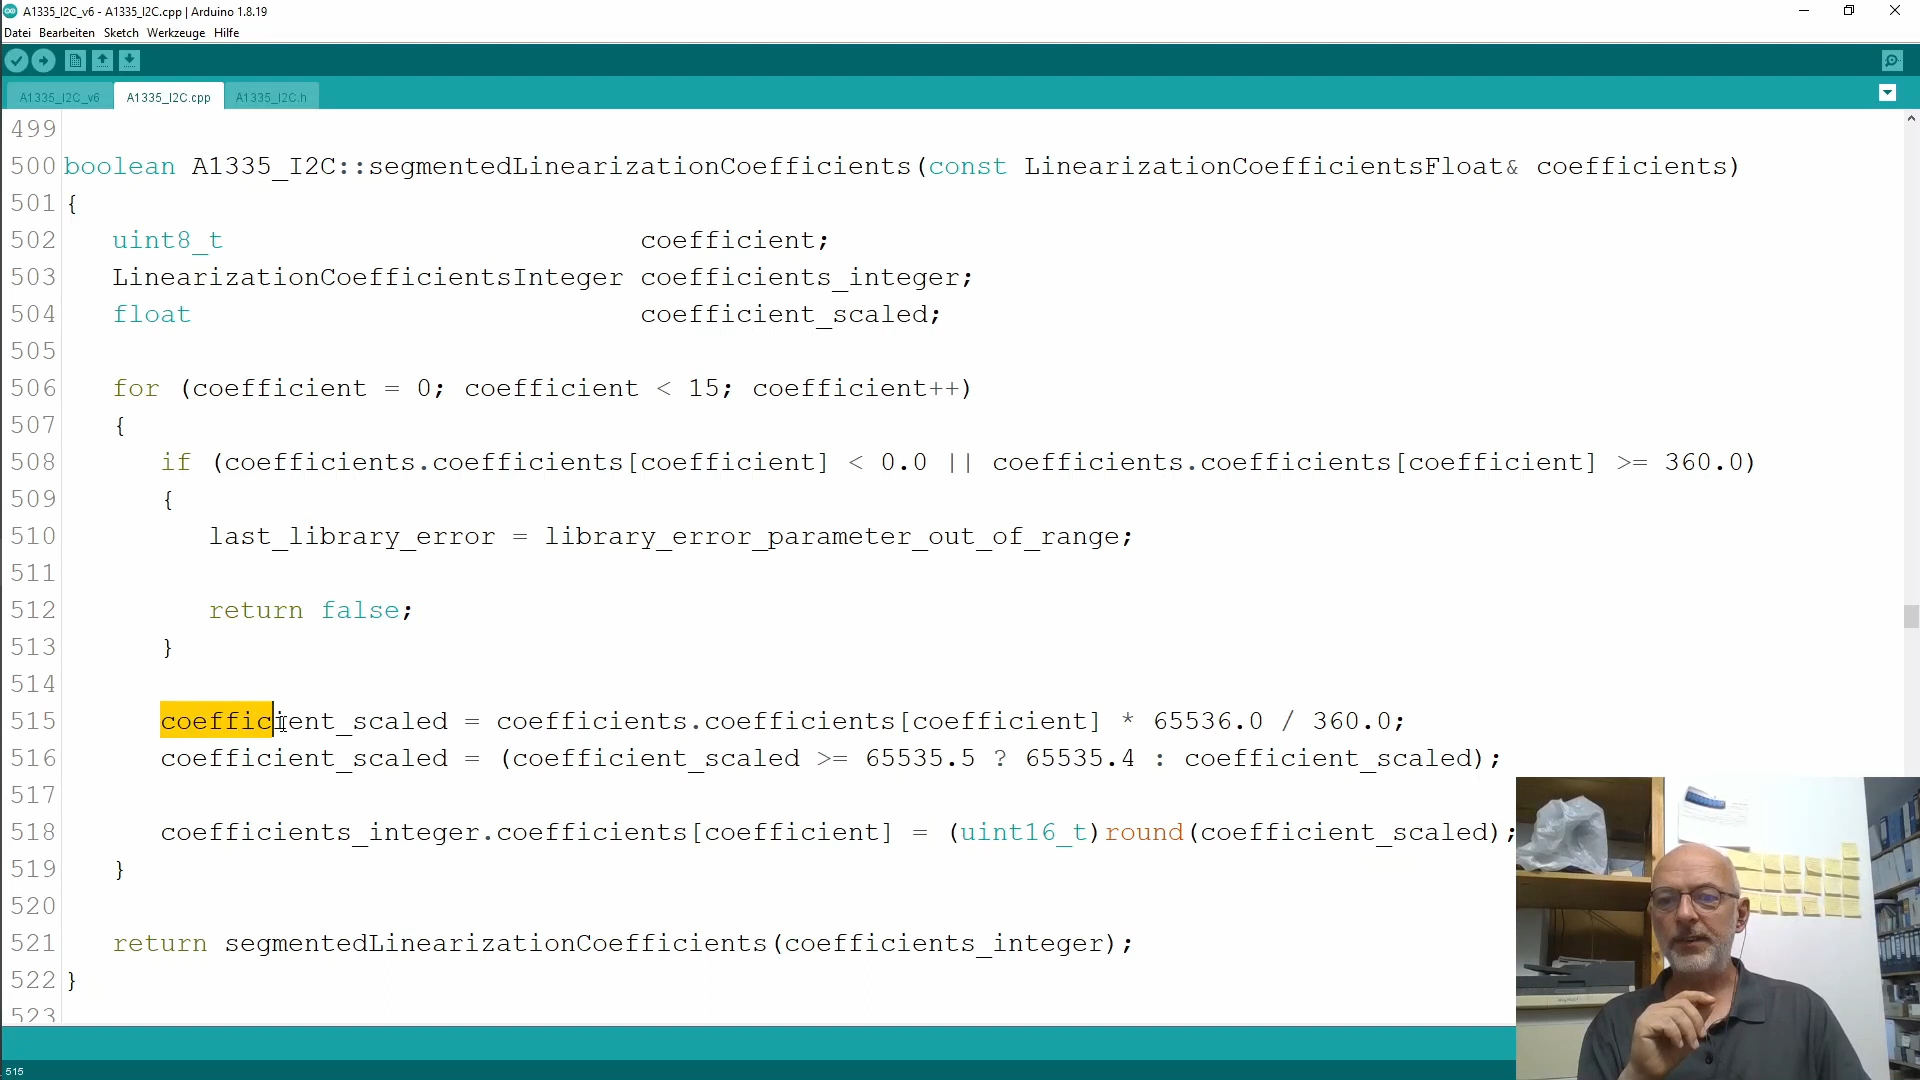 A1335_I2C_v6 - A1335_I2C.cpp | Arduino 1.8.19
Datei Bearbeiten Sketch Werkzeuge Hilfe
A1335_I2C_v6 A1335_I2C.cpp A1335_I2C.h
499
500 boolean A1335_I2C::segmentedLinearizationCoefficients(const LinearizationCoefficientsFloat& coefficients)
501 {
502 uint8_t coefficient;
503 LinearizationCoefficientsInteger coefficients_integer;
504 float coefficient_scaled;
505
506 for (coefficient = 0; coefficient < 15; coefficient++)
507 {
508 if (coefficients.coefficients[coefficient] < 0.0 || coefficients.coefficients[coefficient] >= 360.0)
509 {
510 last_library_error = library_error_parameter_out_of_range;
511
512 return false;
513 }
514
515 coefficient_scaled = coefficients.coefficients[coefficient] * 65536.0 / 360.0;
516 coefficient_scaled = (coefficient_scaled >= 65535.5 ? 65535.4 : coefficient_scaled);
517
518 coefficients_integer.coefficients[coefficient] = (uint16_t)round(coefficient_scaled);
519 }
520
521 return segmentedLinearizationCoefficients(coefficients_integer);
522 }
523
515